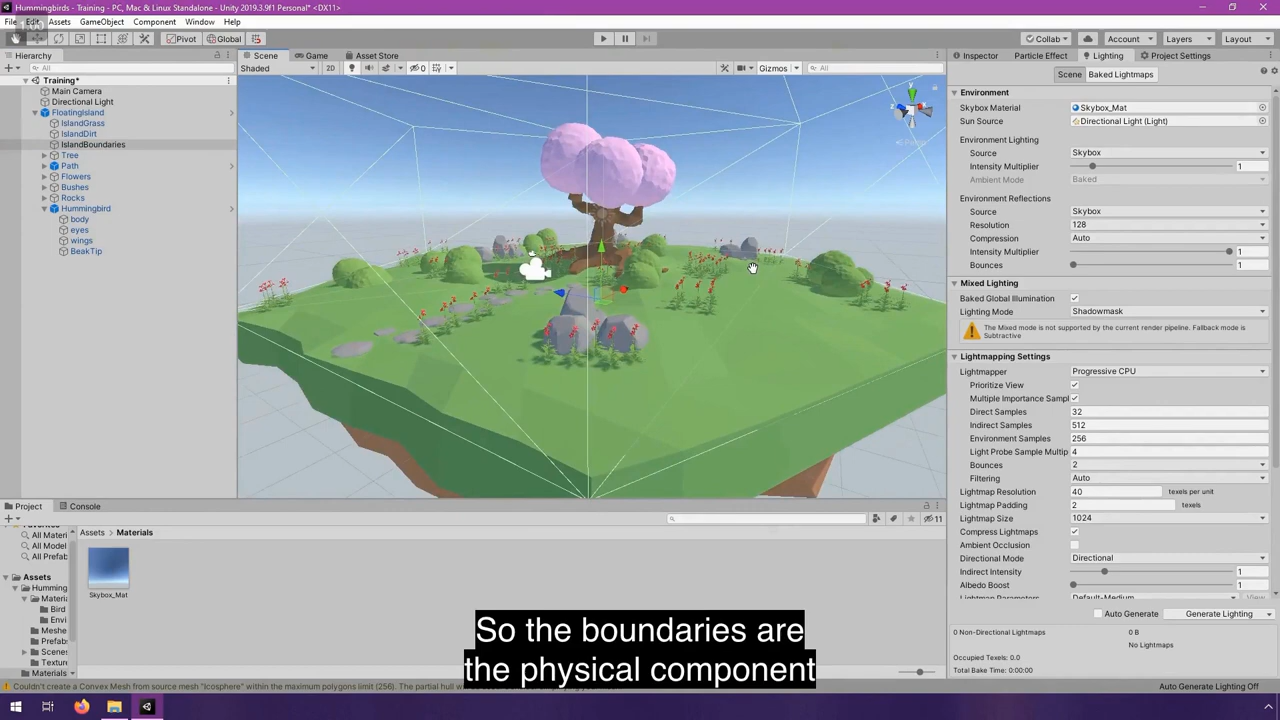 Hummingbirds - Training - PC, Mac & Linux Standalone - Unity 2019.3.9f1 Personal* <DX11>
File Edit Assets GameObject Component Window Help
1:00
Pivot Global Collab Account Layers Layout
Hierarchy Scene Game Asset Store Inspector Particle Effect Lighting Project Settings
All Shaded 2D 0 Gizmos All Scene Baked Lightmaps
Training*
Main Camera
Directional Light
FloatingIsland
IslandGrass
IslandDirt
IslandBoundaries
Tree
Path
Flowers
Bushes
Rocks
Hummingbird
body
eyes
wings
BeakTip
Environment
Skybox Material Skybox_Mat
Sun Source Directional Light (Light)
Environment Lighting
Source Skybox
Intensity Multiplier 1
Ambient Mode Baked
Environment Reflections
Source Skybox
Resolution 128
Compression Auto
Intensity Multiplier 1
Bounces 1
Mixed Lighting
Baked Global Illumination
Lighting Mode Shadowmask
The Mixed mode is not supported by the current render pipeline. Fallback mode is
Subtractive
Lightmapping Settings
Lightmapper Progressive CPU
Prioritize View
Multiple Importance Sampl
Direct Samples 32
Indirect Samples 512
Environment Samples 256
Light Probe Sample Multip 4
Bounces 2
Filtering Auto
Lightmap Resolution 40 texels per unit
Lightmap Padding 2 texels
Lightmap Size 1024
Compress Lightmaps
Ambient Occlusion
Directional Mode Directional
Indirect Intensity 1
Albedo Boost 1
Lightmap Parameters Default-Medium View
Auto Generate Generate Lighting
0 Non-Directional Lightmaps 0 B
No Lightmaps
Occupied Texels: 0.0
Total Bake Time: 0:00:00
Project Console
11
Favorites
All Materi
All Model
All Prefab
Assets
Humming
Materia
Bird
Envi
Meshe
Prefabs
Scenes
Texture
Materials
Assets Materials
Skybox_Mat
So the boundaries are
the physical component
Couldn't create a Convex Mesh from source mesh "Icosphere" within the maximum polygons limit (256). The partial hull
Auto Generate Lighting Off